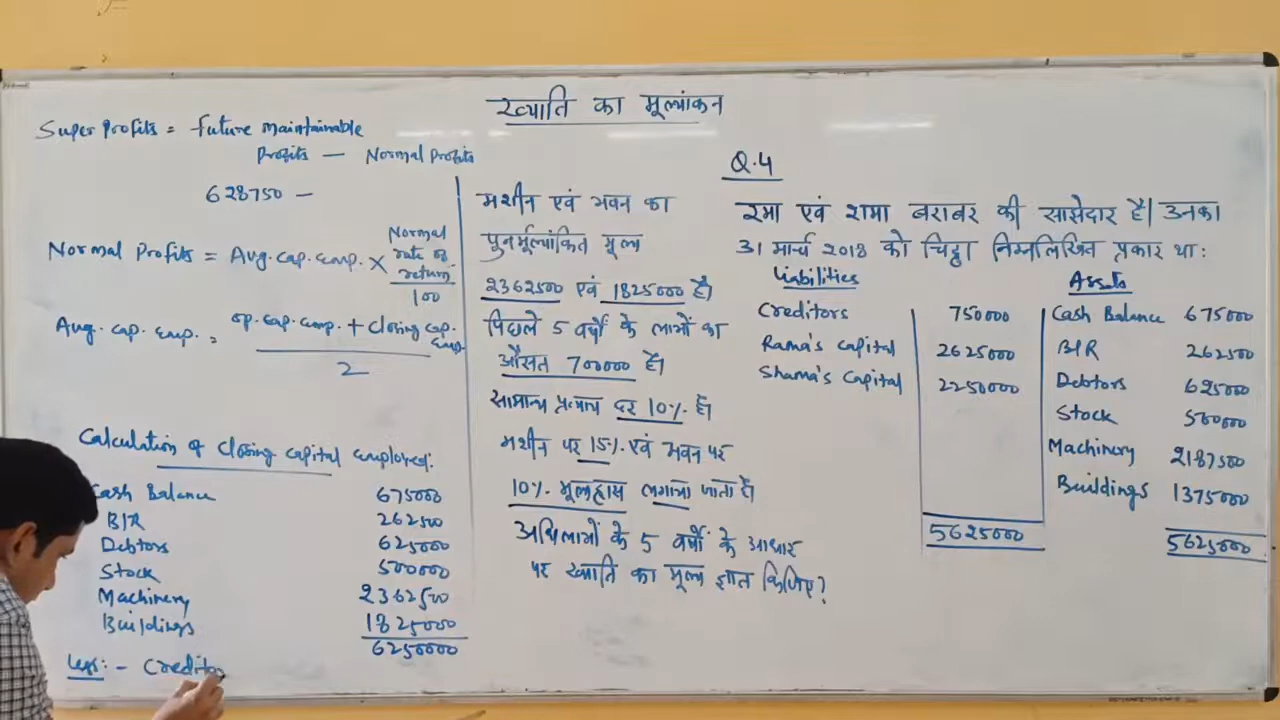 ख्याति का मूल्यांकन
Super Profits = future maintainable
Profits — Normal Profits
628750 —
Normal Profits = Avg. Cap. Emp. × Normal rate of return / 100
Avg. Cap. Emp. = op. cap. emp. + closing cap. emp. / 2
Calculation of closing capital employed:
Cash Balance 675000
B/R 262500
Debtors 625000
Stock 500000
Machinery 2362500
Buildings 1825000
6250000
Less:- Credito
मशीन एवं भवन का
पुनर्मूल्यांकित मूल्य
2362500 एवं 1825000 है।
पिछले 5 वर्षों के लाभों का
औसत 700000 है।
सामान्य प्रत्याय दर 10% है।
मशीन पर 15% एवं भवन पर
10% मूल्यह्रास लगाया जाता है।
अधिलाभों के 5 वर्षों के आधार
पर ख्याति का मूल्य ज्ञात किजिए?
Q.4
रमा एवं शमा बराबर की साझेदार है। उनका
31 मार्च 2018 को चिट्ठा निम्नलिखित प्रकार था:
Liabilities Assets
Creditors 750000 Cash Balance 675000
Rama's Capital 2625000 B/R 262500
Shama's Capital 2250000 Debtors 625000
Stock 500000
Machinery 2187500
Buildings 1375000
5625000 5625000